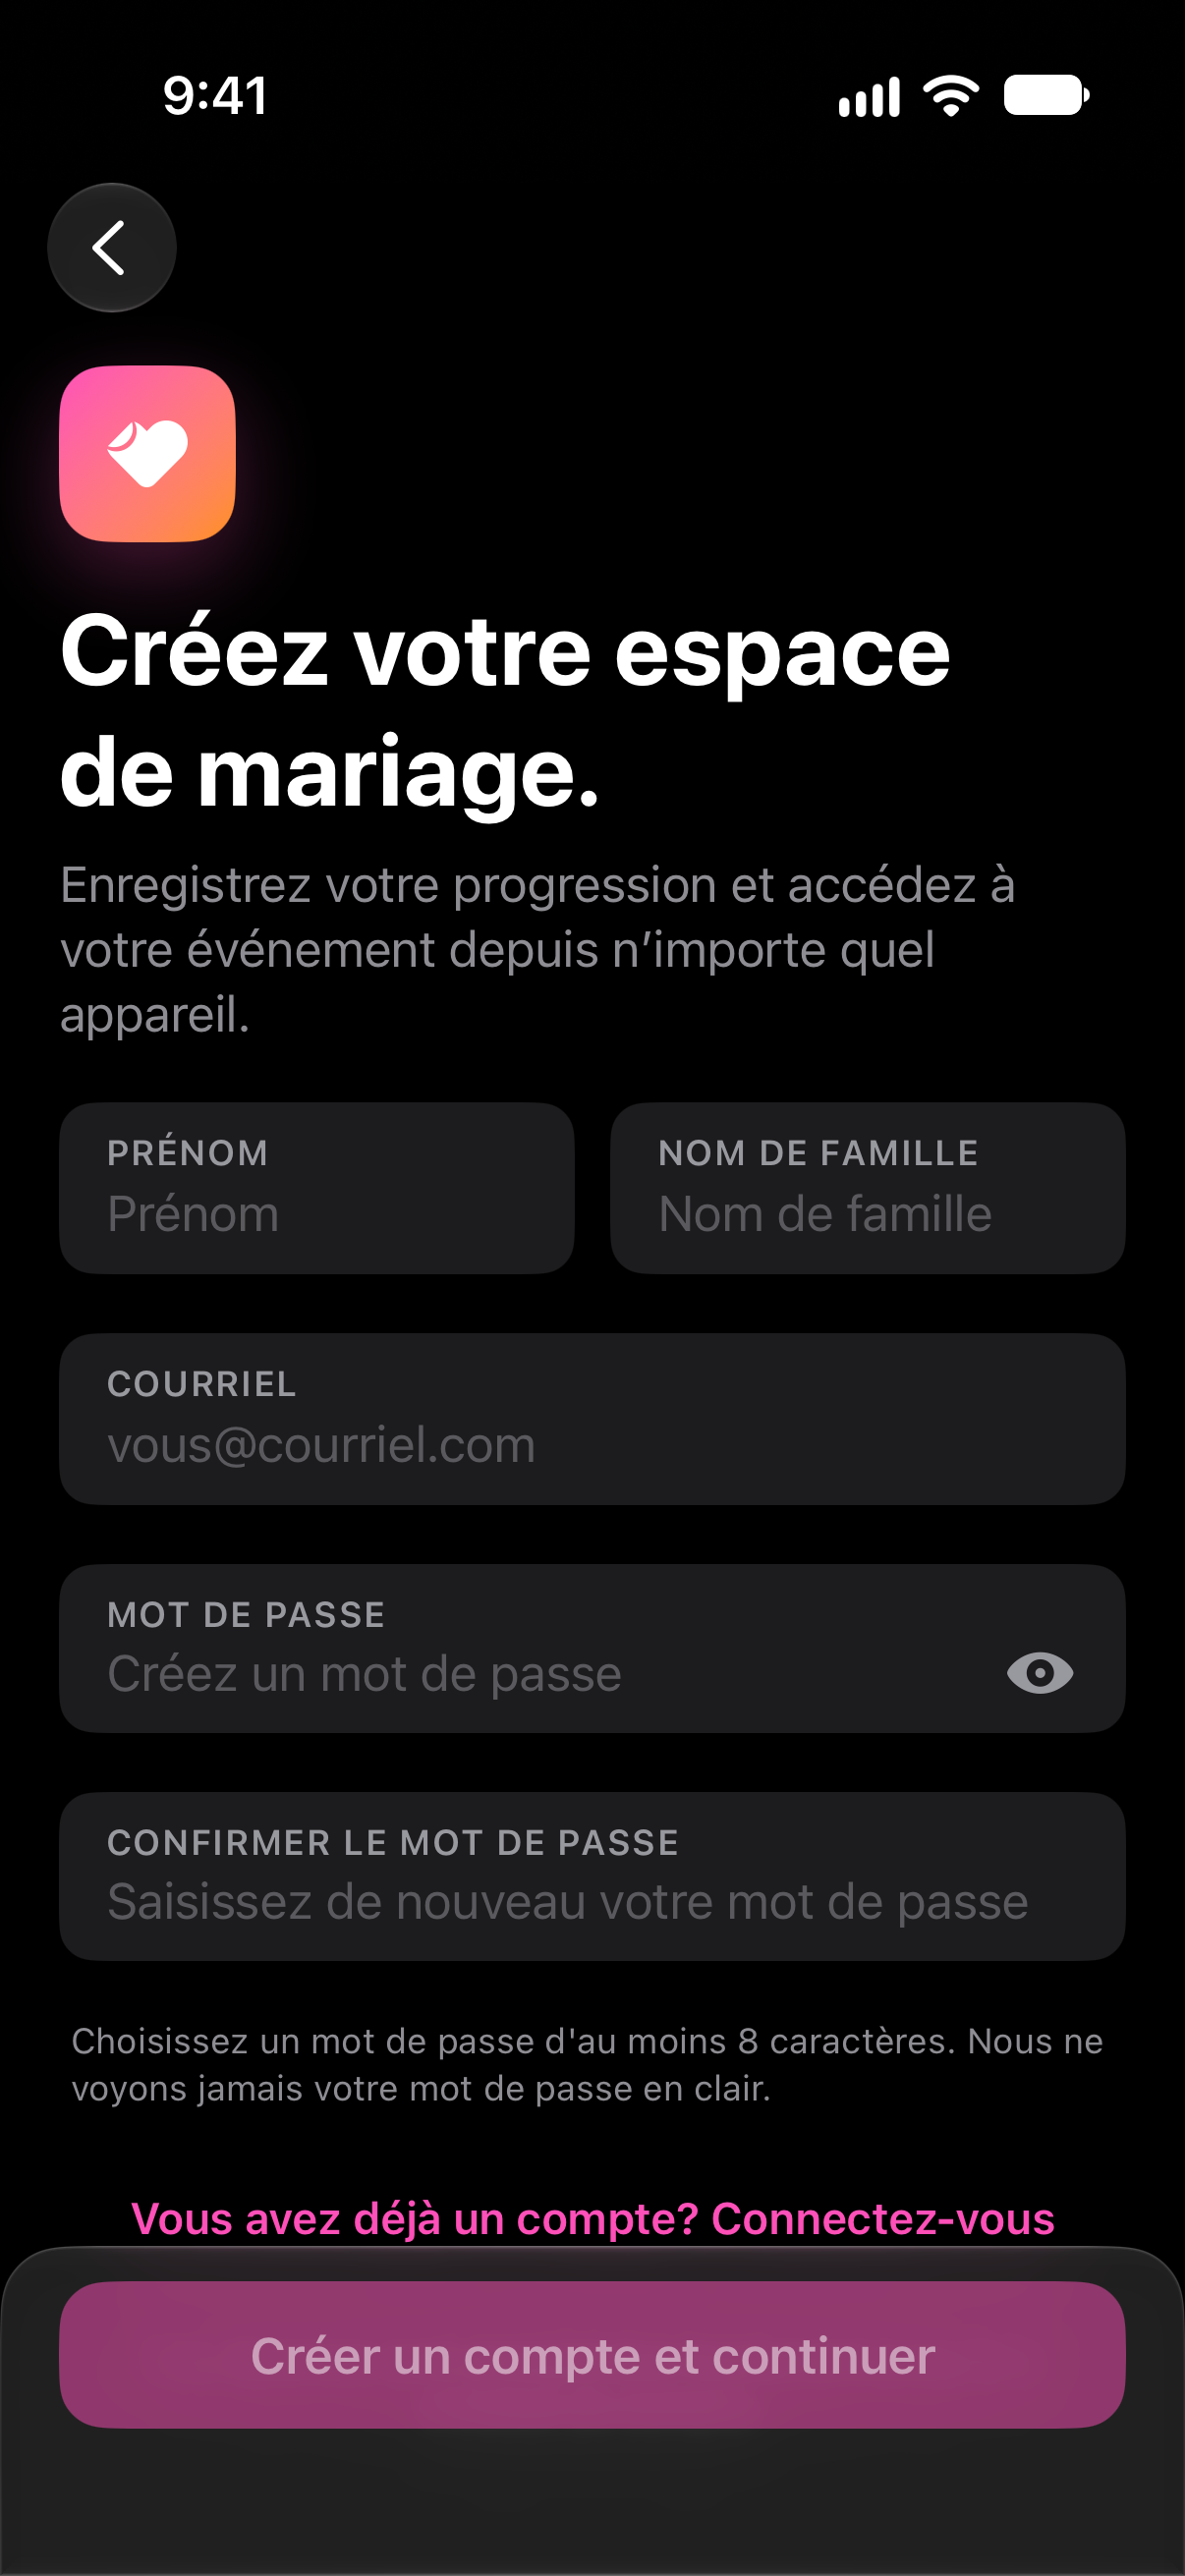 9:41
Créez votre espace
de mariage.
Enregistrez votre progression et accédez à
votre événement depuis n’importe quel
appareil.
PRÉNOM
Prénom
NOM DE FAMILLE
Nom de famille
COURRIEL
vous@courriel.com
MOT DE PASSE
Créez un mot de passe
CONFIRMER LE MOT DE PASSE
Saisissez de nouveau votre mot de passe
Choisissez un mot de passe d'au moins 8 caractères. Nous ne
voyons jamais votre mot de passe en clair.
Vous avez déjà un compte? Connectez-vous
Créer un compte et continuer